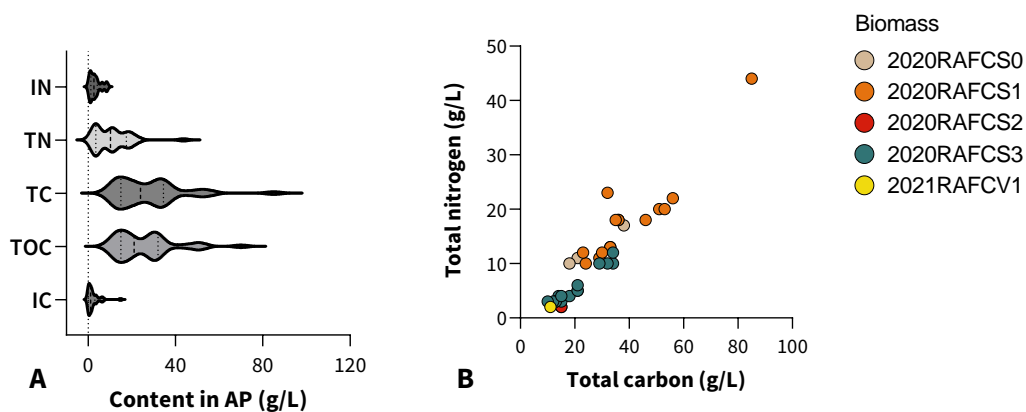 IN
TN
TC
TOC
IC
0
40
80
120
Content in AP (g/L)
A
50
40
30
20
10
0
Total nitrogen (g/L)
0
20
40
60
80
100
Total carbon (g/L)
B
Biomass
2020RAFCS0
2020RAFCS1
2020RAFCS2
2020RAFCS3
2021RAFCV1